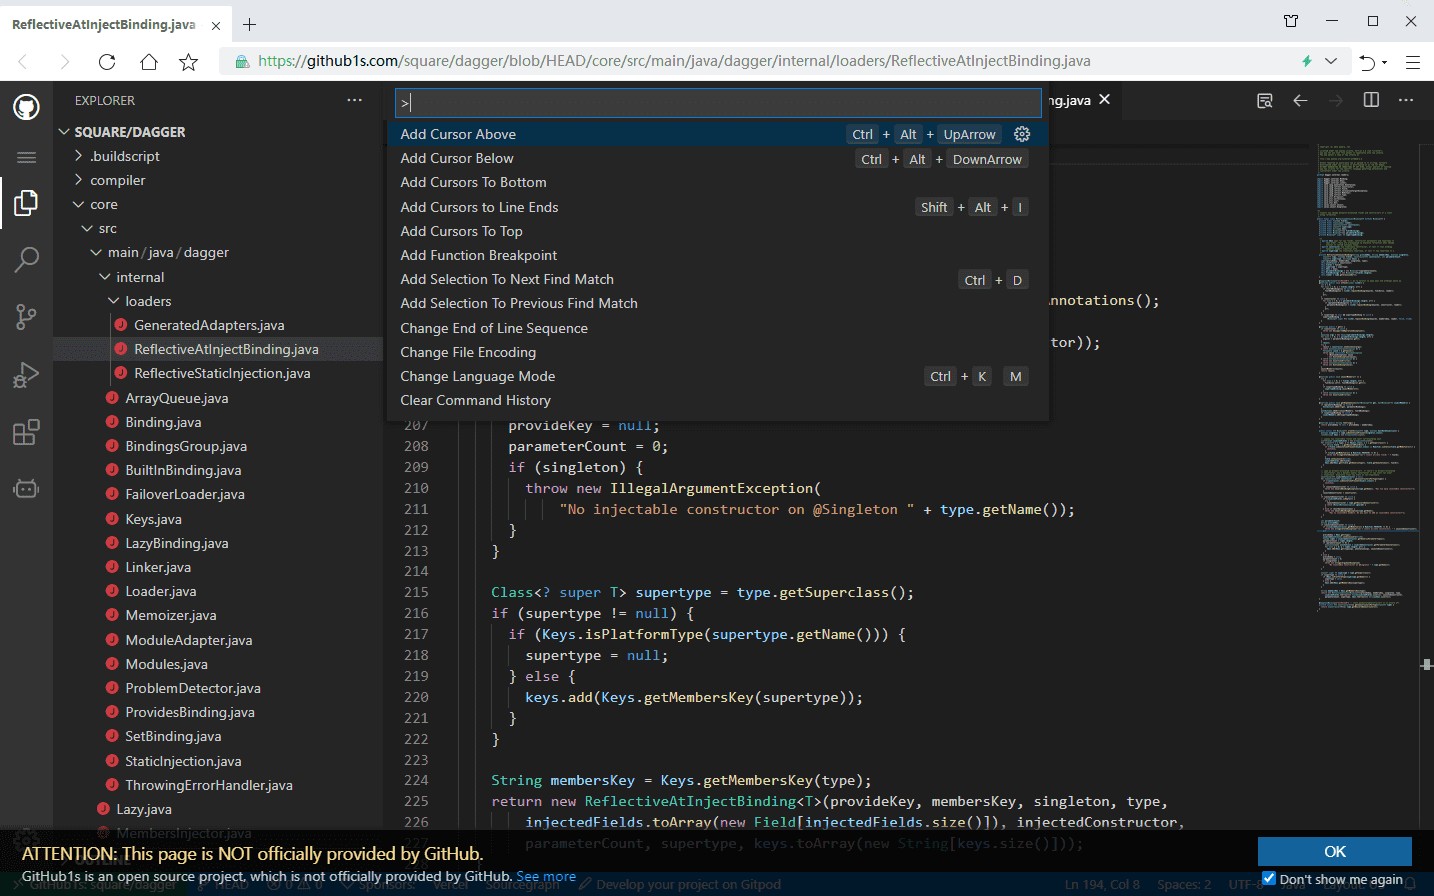 ReflectiveAtInjectBinding.java
https://github1s.com/square/dagger/blob/HEAD/core/src/main/java/dagger/internal/loaders/ReflectiveAtInjectBinding.java
EXPLORER
SQUARE/DAGGER
.buildscript
compiler
core
src
main/java/dagger
internal
loaders
GeneratedAdapters.java
ReflectiveAtInjectBinding.java
ReflectiveStaticInjection.java
ArrayQueue.java
Binding.java
BindingsGroup.java
BuiltInBinding.java
FailoverLoader.java
Keys.java
LazyBinding.java
Linker.java
Loader.java
Memoizer.java
ModuleAdapter.java
Modules.java
ProblemDetector.java
ProvidesBinding.java
SetBinding.java
StaticInjection.java
ThrowingErrorHandler.java
Lazy.java
MembersInjector.java
OUTLINE
>
ng.java
Add Cursor Above Ctrl + Alt + UpArrow
Add Cursor Below Ctrl + Alt + DownArrow
Add Cursors To Bottom
Add Cursors to Line Ends Shift + Alt + I
Add Cursors To Top
Add Function Breakpoint
Add Selection To Next Find Match Ctrl + D
Add Selection To Previous Find Match
Change End of Line Sequence
Change File Encoding
Change Language Mode Ctrl + K M
Clear Command History
nnotations();
tor));
207 provideKey = null;
208 parameterCount = 0;
209 if (singleton) {
210 throw new IllegalArgumentException(
211 "No injectable constructor on @Singleton " + type.getName());
212 }
213 }
214
215 Class<? super T> supertype = type.getSuperclass();
216 if (supertype != null) {
217 if (Keys.isPlatformType(supertype.getName())) {
218 supertype = null;
219 } else {
220 keys.add(Keys.getMembersKey(supertype));
221 }
222 }
223
224 String membersKey = Keys.getMembersKey(type);
225 return new ReflectiveAtInjectBinding<T>(provideKey, membersKey, singleton, type,
226 injectedFields.toArray(new Field[injectedFields.size()]), injectedConstructor,
227 parameterCount, supertype, keys.toArray(new String[keys.size()]));
ATTENTION: This page is NOT officially provided by GitHub.
GitHub1s is an open source project, which is not officially provided by GitHub. See more
OK
Don't show me again
GitHub1s: square/dagger HEAD 0 0 Sponsors: Vercel Sourcegraph Develop your project on Gitpod
Ln 194, Col 8 Spaces: 2 UTF-8 Java Layout: